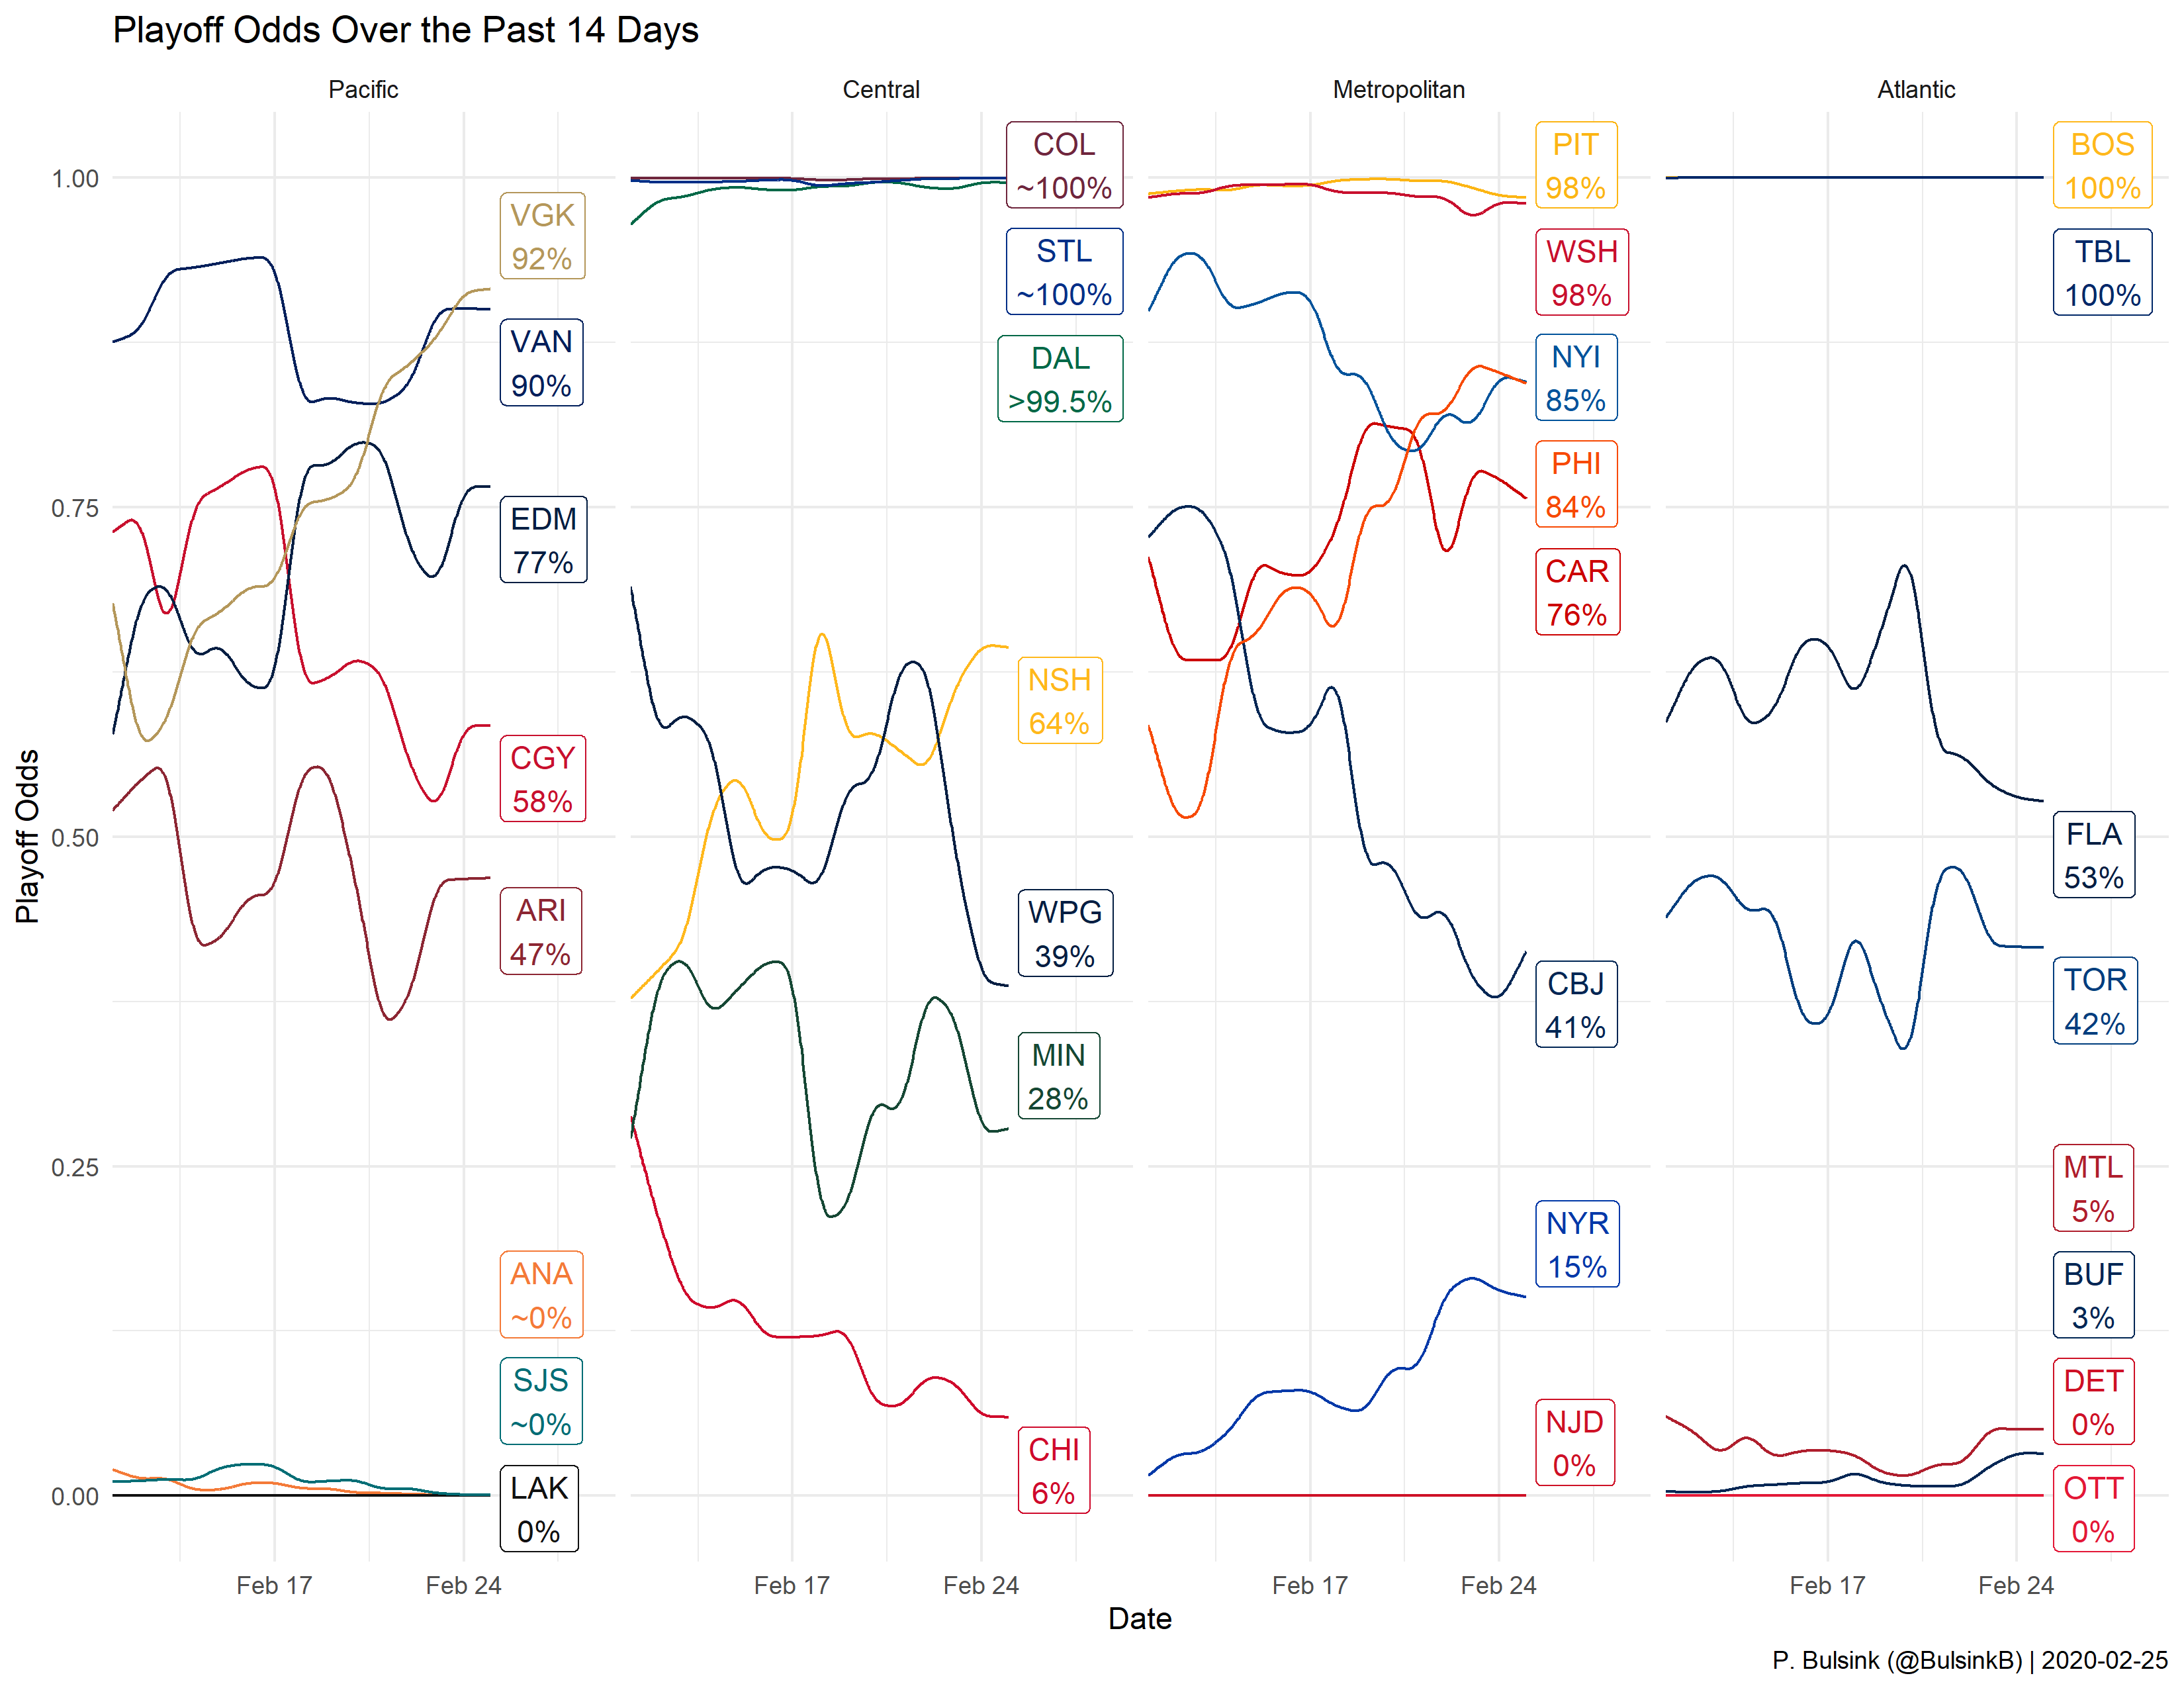 Playoff Odds Over the Past 14 Days
Pacific
Central
Metropolitan
Atlantic
Playoff Odds
1.00
0.75
0.50
0.25
0.00
VGK
92%
VAN
90%
EDM
77%
CGY
58%
ARI
47%
ANA
~0%
SJS
~0%
LAK
0%
COL
~100%
STL
~100%
DAL
>99.5%
NSH
64%
WPG
39%
MIN
28%
CHI
6%
PIT
98%
WSH
98%
NYI
85%
PHI
84%
CAR
76%
CBJ
41%
NYR
15%
NJD
0%
BOS
100%
TBL
100%
FLA
53%
TOR
42%
MTL
5%
BUF
3%
DET
0%
OTT
0%
Feb 17
Feb 24
Feb 17
Feb 24
Feb 17
Feb 24
Feb 17
Feb 24
Date
P. Bulsink (@BulsinkB) | 2020-02-25